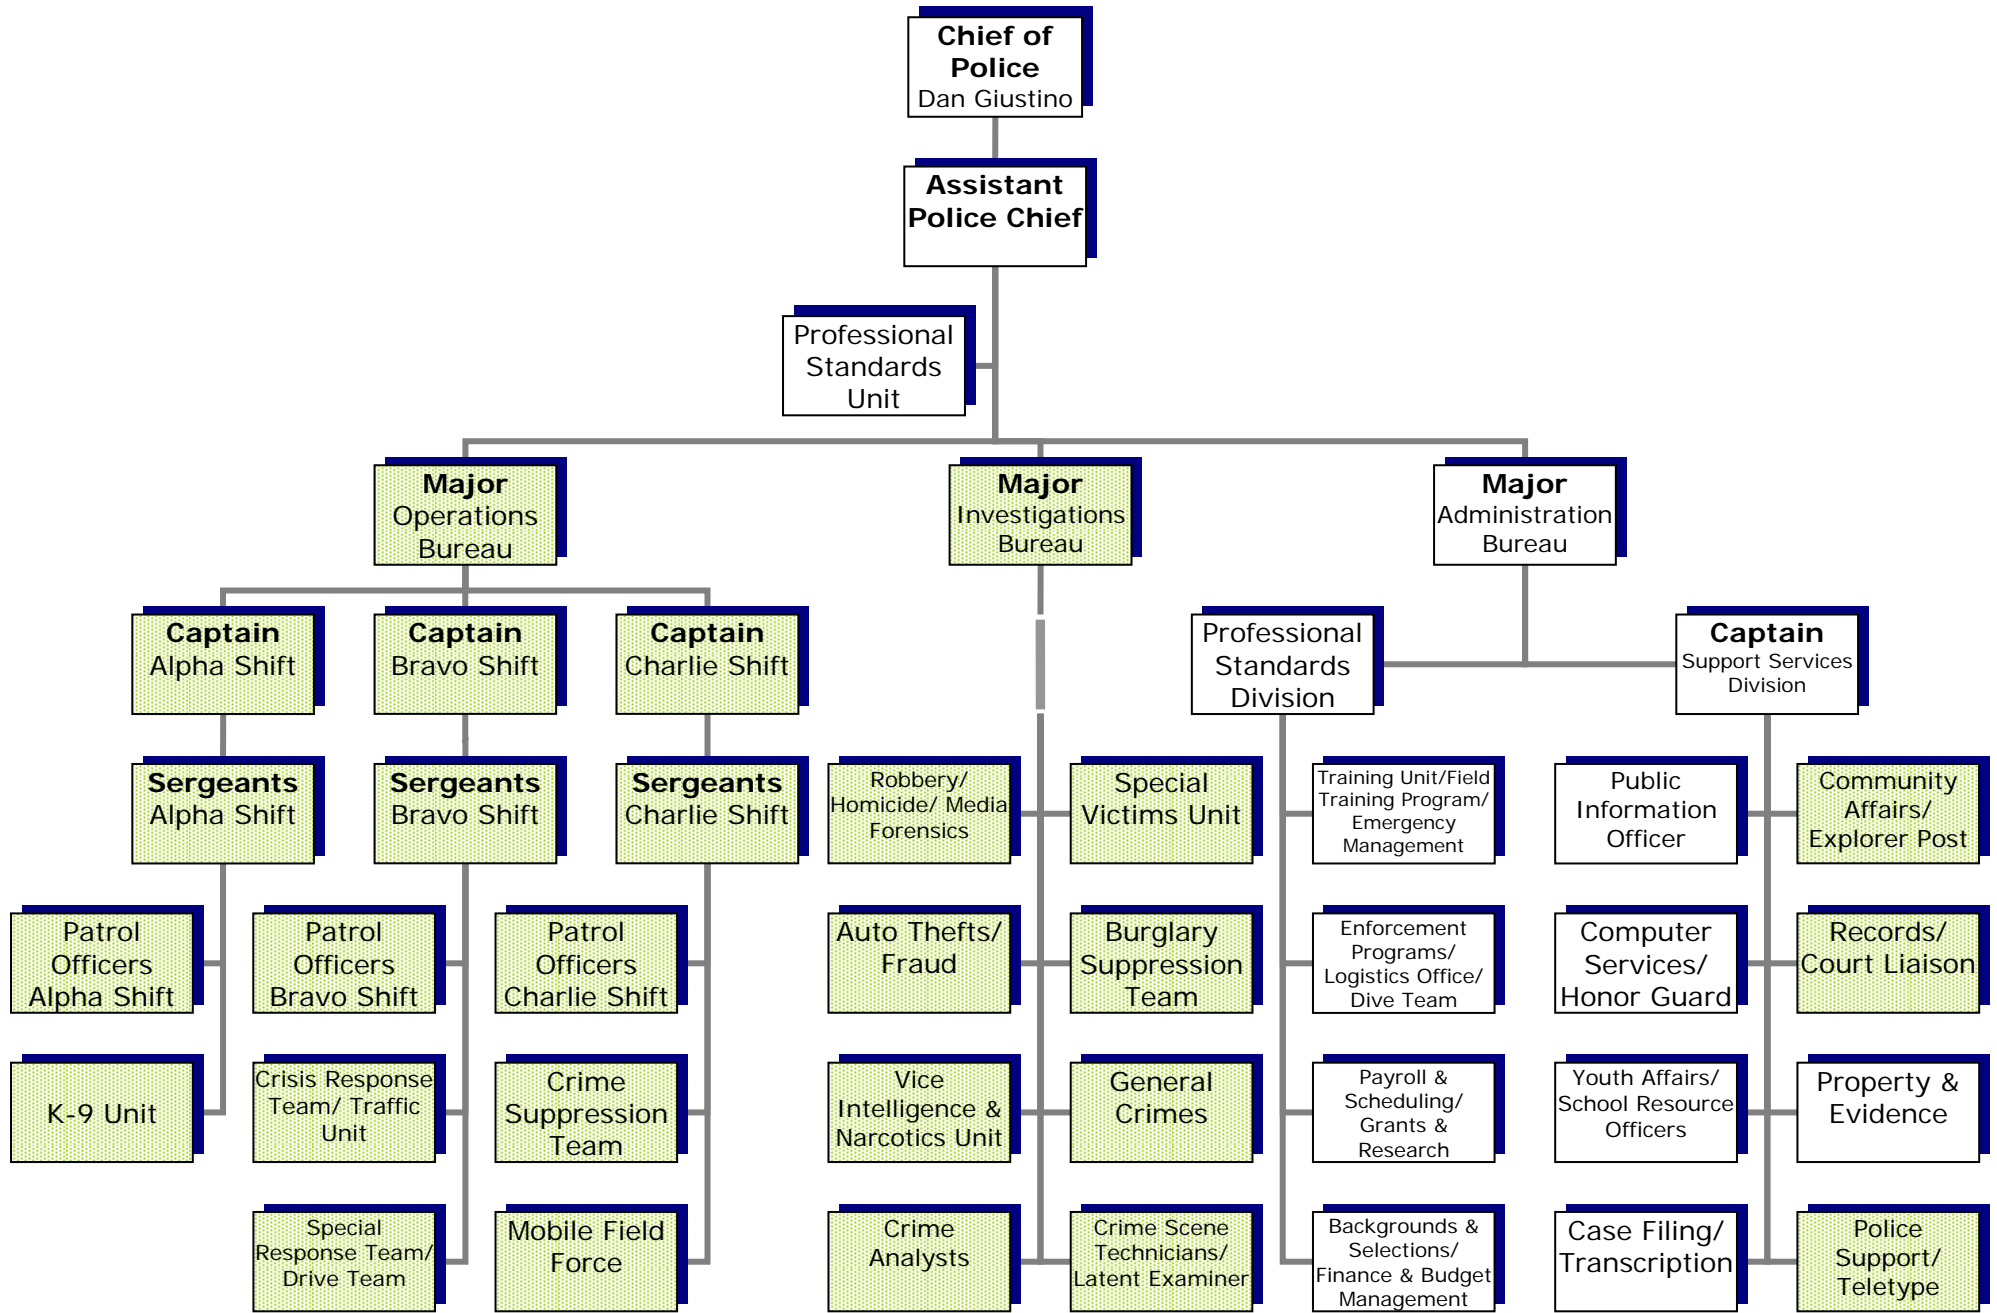 Chief of
Police
Dan Giustino
Assistant
Police Chief
Professional
Standards
Unit
Major
Operations
Bureau
Major
Investigations
Bureau
Major
Administration
Bureau
Captain
Alpha Shift
Captain
Bravo Shift
Captain
Charlie Shift
Professional
Standards
Division
Captain
Support Services
Division
Sergeants
Alpha Shift
Sergeants
Bravo Shift
Sergeants
Charlie Shift
Robbery/
Homicide/ Media
Forensics
Special
Victims Unit
Training Unit/Field
Training Program/
Emergency
Management
Public
Information
Officer
Community
Affairs/
Explorer Post
Patrol
Officers
Alpha Shift
Patrol
Officers
Bravo Shift
Patrol
Officers
Charlie Shift
Auto Thefts/
Fraud
Burglary
Suppression
Team
Enforcement
Programs/
Logistics Office/
Dive Team
Computer
Services/
Honor Guard
Records/
Court Liaison
K-9 Unit
Crisis Response
Team/ Traffic
Unit
Crime
Suppression
Team
Vice
Intelligence &
Narcotics Unit
General
Crimes
Payroll &
Scheduling/
Grants &
Research
Youth Affairs/
School Resource
Officers
Property &
Evidence
Special
Response Team/
Drive Team
Mobile Field
Force
Crime
Analysts
Crime Scene
Technicians/
Latent Examiner
Backgrounds &
Selections/
Finance & Budget
Management
Case Filing/
Transcription
Police
Support/
Teletype